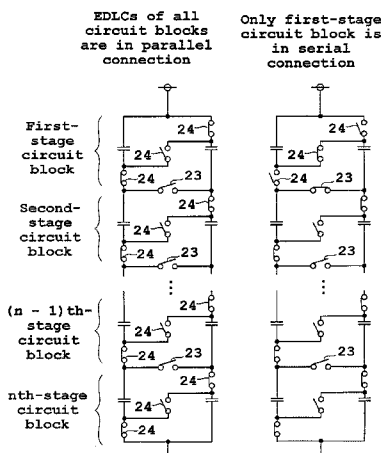 EDLCs of all
circuit blocks
are in parallel
connection
Only first-stage
circuit block is
in serial
connection
First-
stage
circuit
block
24
24
24
23
24
24
24
23
Second-
stage
circuit
block
24
24
24
23
23
(n - 1)th-
stage
circuit
block
24
24
23
23
nth-stage
circuit
block
24
24
24